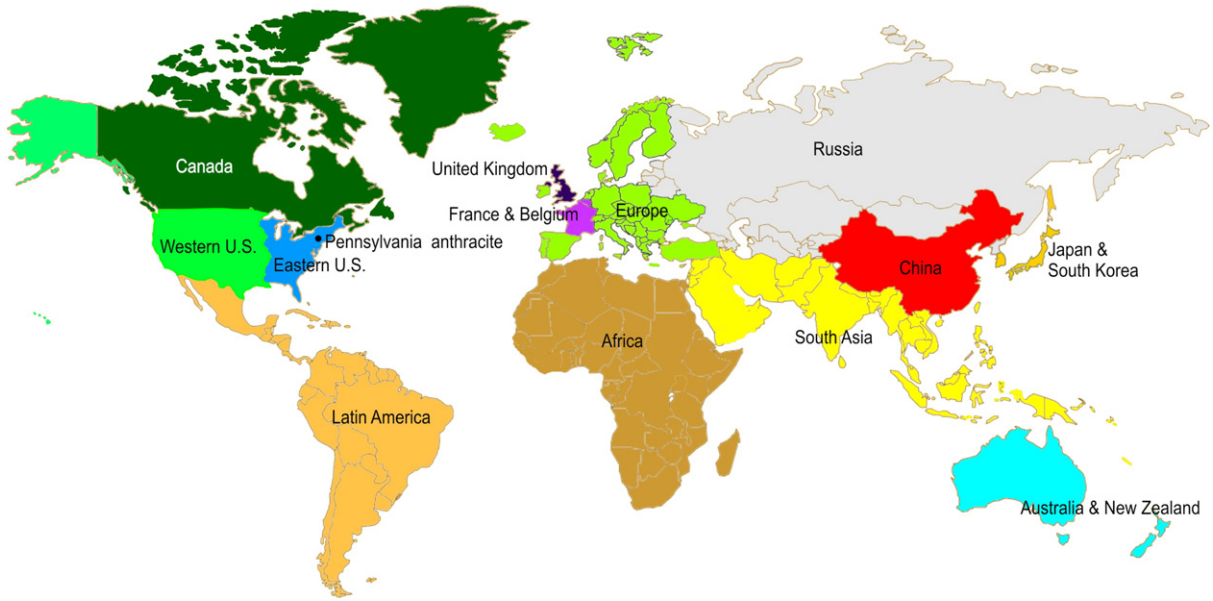 Canada
Russia
United Kingdom
France & Belgium
Europe
Western U.S.
Pennsylvania anthracite
Eastern U.S.
China
Japan &
South Korea
South Asia
Africa
Latin America
Australia & New Zealand